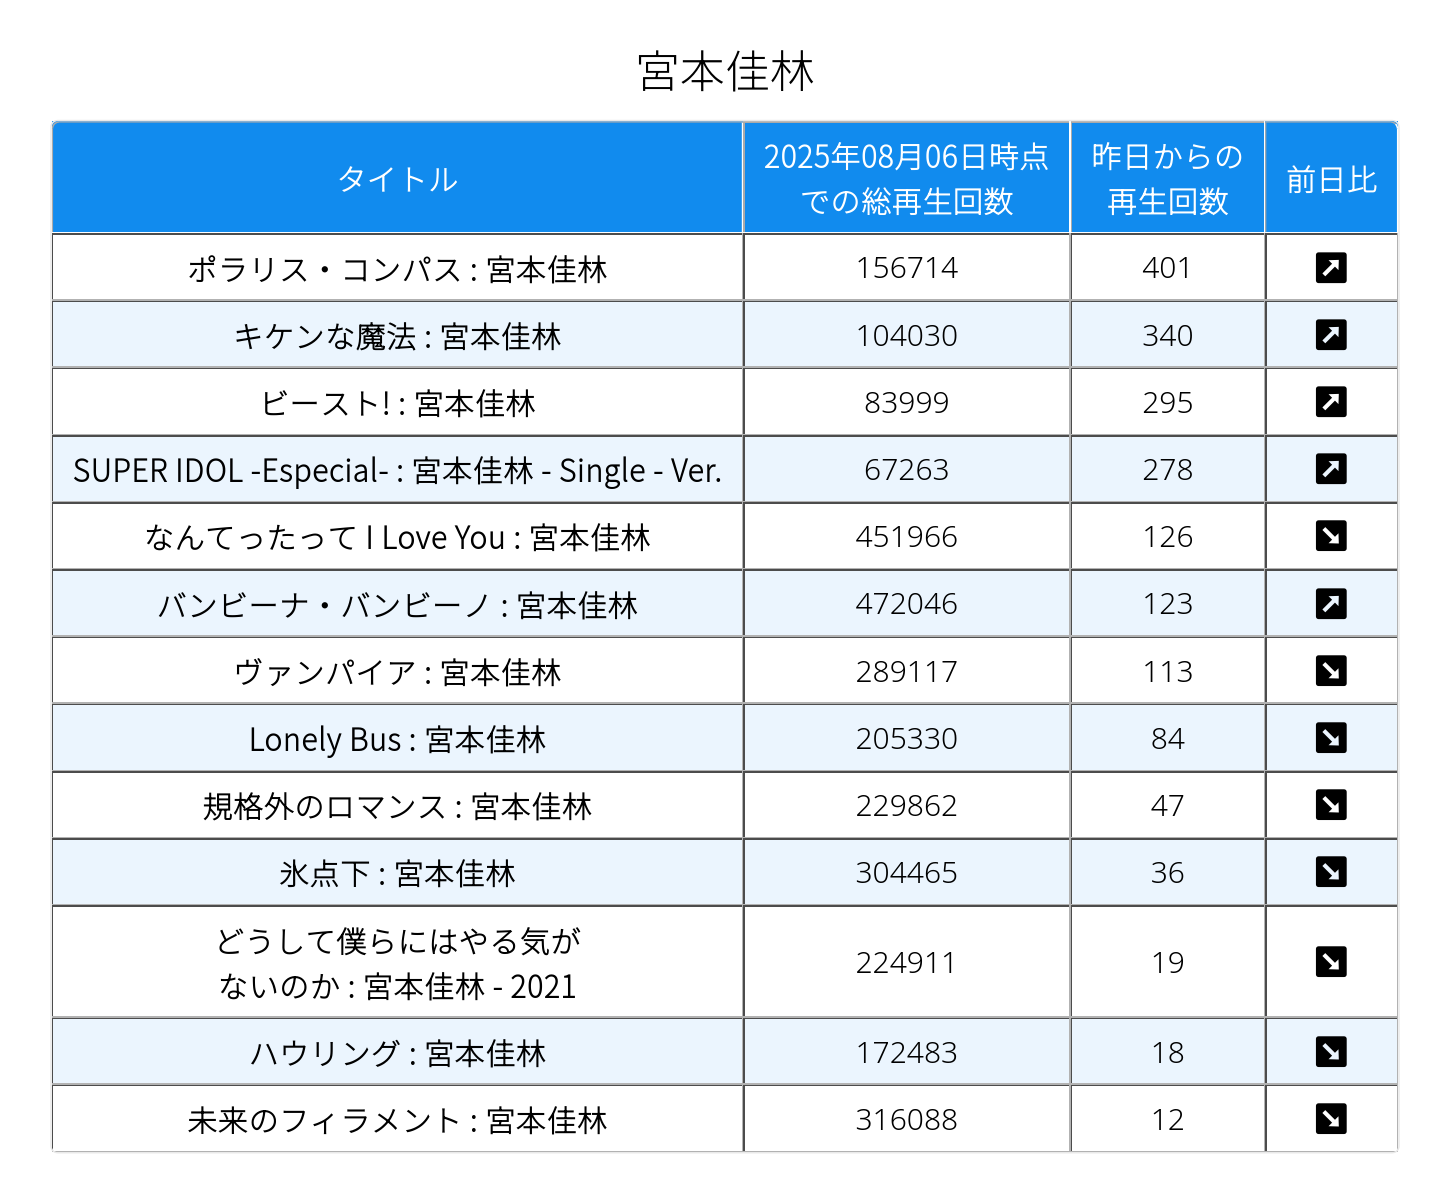 宮本佳林
タイトル
2025年08月06日時点
での総再生回数
昨日からの
再生回数
前日比
ポラリス・コンパス : 宮本佳林 156714 401 ↗
キケンな魔法 : 宮本佳林 104030 340 ↗
ビースト! : 宮本佳林 83999 295 ↗
SUPER IDOL -Especial- : 宮本佳林 - Single - Ver. 67263 278 ↗
なんてったって I Love You : 宮本佳林 451966 126 ↘
バンビーナ・バンビーノ : 宮本佳林 472046 123 ↗
ヴァンパイア : 宮本佳林 289117 113 ↘
Lonely Bus : 宮本佳林 205330 84 ↘
規格外のロマンス : 宮本佳林 229862 47 ↘
氷点下 : 宮本佳林 304465 36 ↘
どうして僕らにはやる気が
ないのか : 宮本佳林 - 2021 224911 19 ↘
ハウリング : 宮本佳林 172483 18 ↘
未来のフィラメント : 宮本佳林 316088 12 ↘